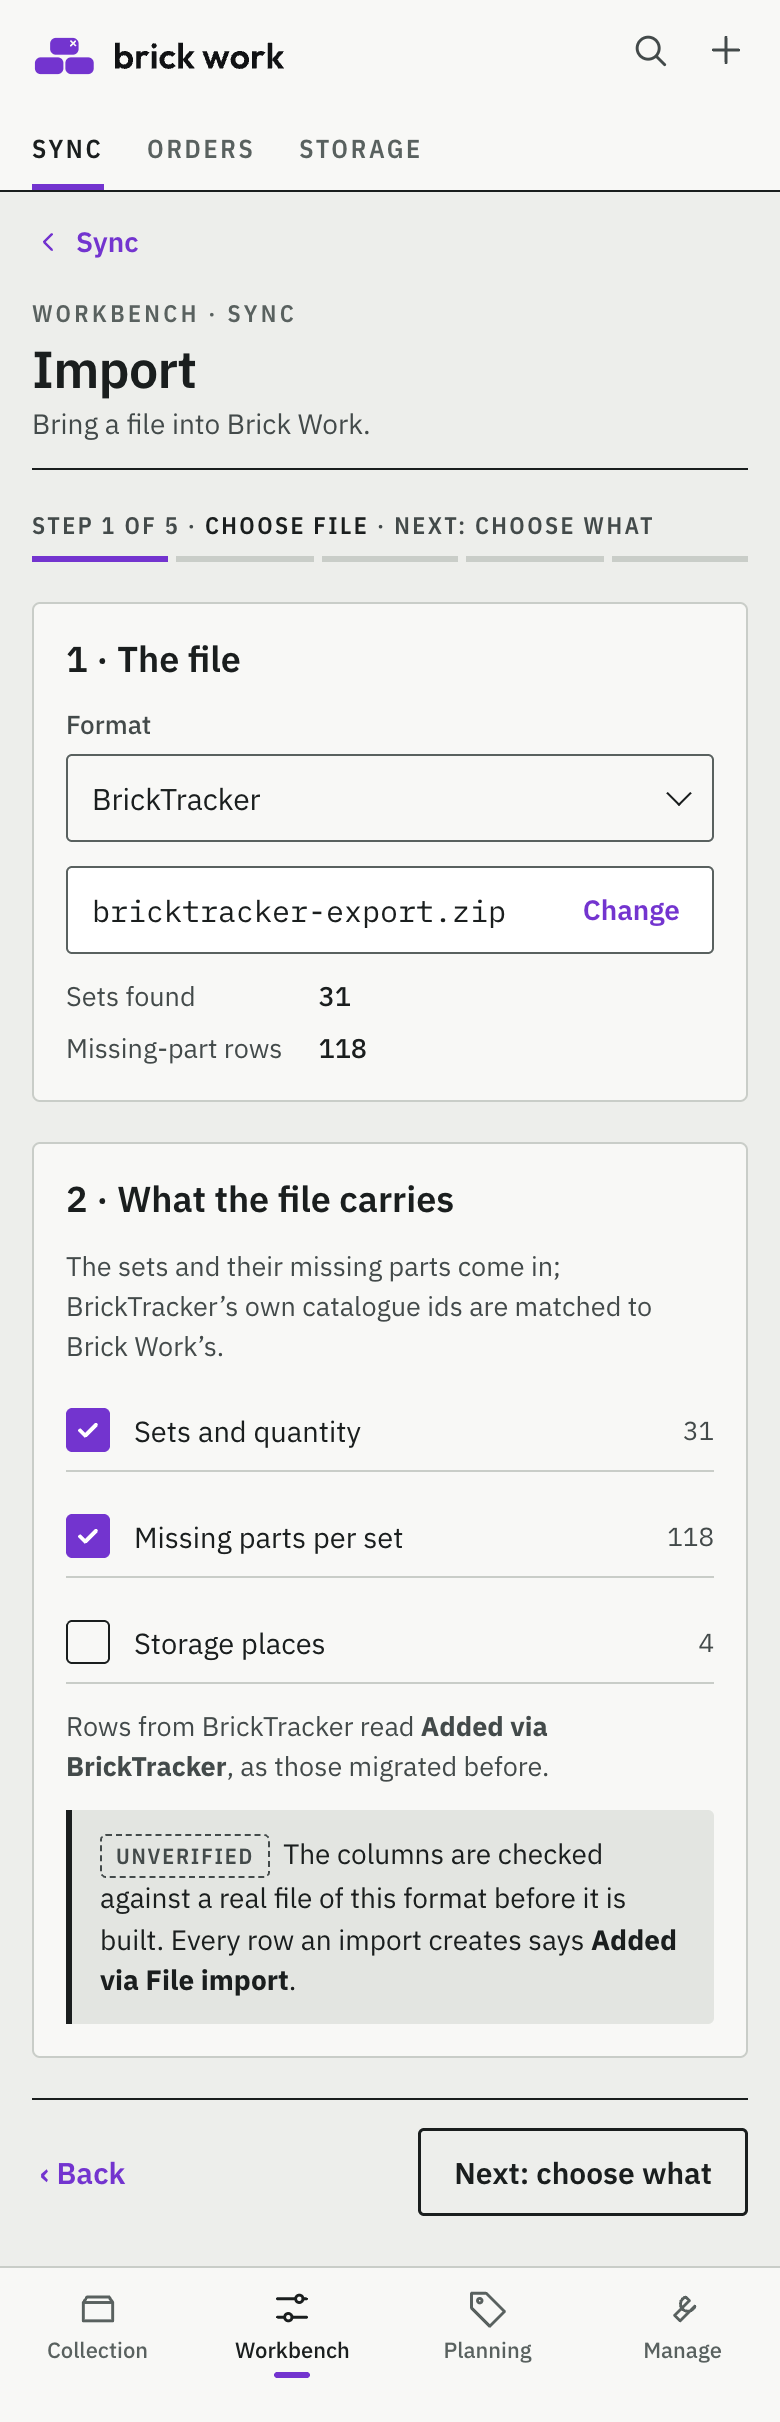 brick work
SYNC ORDERS STORAGE
Sync
WORKBENCH · SYNC
Import
Bring a file into Brick Work.
STEP 1 OF 5 · CHOOSE FILE · NEXT: CHOOSE WHAT
1 · The file
Format
BrickTracker
bricktracker-export.zip Change
Sets found 31
Missing-part rows 118
2 · What the file carries
The sets and their missing parts come in;
BrickTracker’s own catalogue ids are matched to
Brick Work’s.
Sets and quantity 31
Missing parts per set 118
Storage places 4
Rows from BrickTracker read Added via
BrickTracker, as those migrated before.
UNVERIFIED The columns are checked
against a real file of this format before it is
built. Every row an import creates says Added
via File import.
‹ Back Next: choose what
Collection Workbench Planning Manage